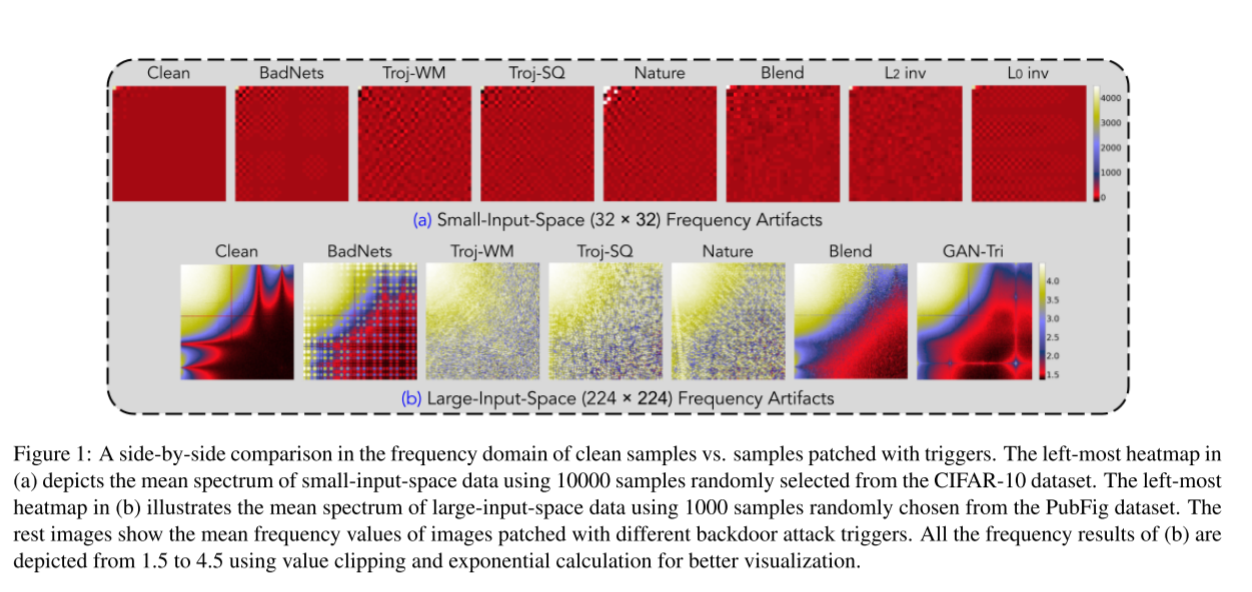 Clean BadNets Troj-WM Troj-SQ Nature Blend L2 inv L0 inv
4000
3000
2000
1000
0
(a) Small-Input-Space (32 × 32) Frequency Artifacts
Clean BadNets Troj-WM Troj-SQ Nature Blend GAN-Tri
4.0
3.5
3.0
2.5
2.0
1.5
(b) Large-Input-Space (224 × 224) Frequency Artifacts
Figure 1: A side-by-side comparison in the frequency domain of clean samples vs. samples patched with triggers. The left-most heatmap in
(a) depicts the mean spectrum of small-input-space data using 10000 samples randomly selected from the CIFAR-10 dataset. The left-most
heatmap in (b) illustrates the mean spectrum of large-input-space data using 1000 samples randomly chosen from the PubFig dataset. The
rest images show the mean frequency values of images patched with different backdoor attack triggers. All the frequency results of (b) are
depicted from 1.5 to 4.5 using value clipping and exponential calculation for better visualization.